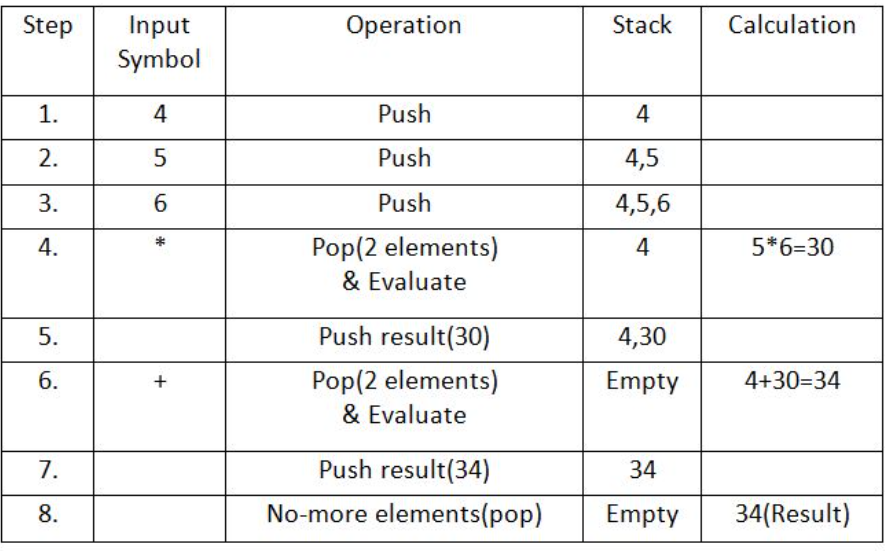 Step Input Symbol Operation Stack Calculation
1. 4 Push 4
2. 5 Push 4,5
3. 6 Push 4,5,6
4. * Pop(2 elements) & Evaluate 4 5*6=30
5. Push result(30) 4,30
6. + Pop(2 elements) & Evaluate Empty 4+30=34
7. Push result(34) 34
8. No-more elements(pop) Empty 34(Result)